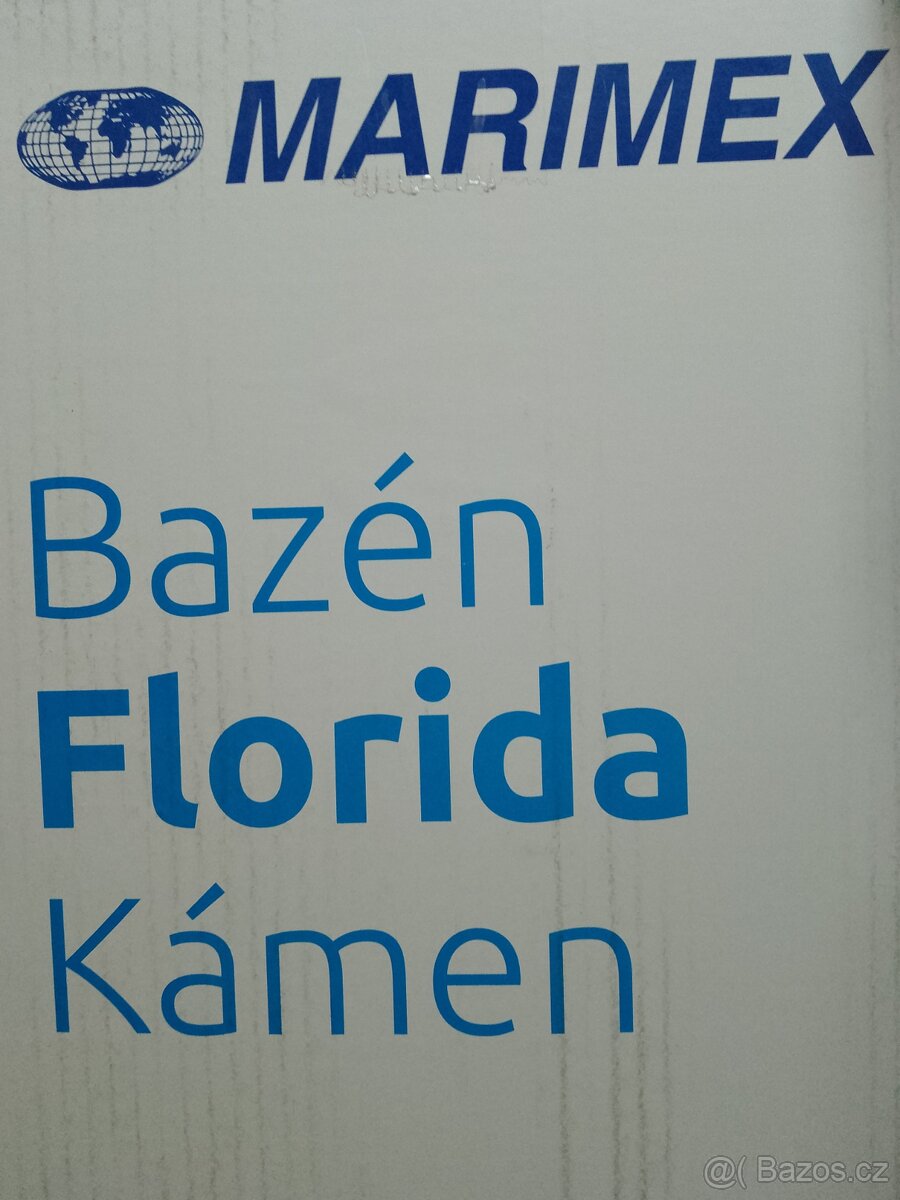 MARIMEX
Bazén
Florida
Kámen
@( Bazos.cz